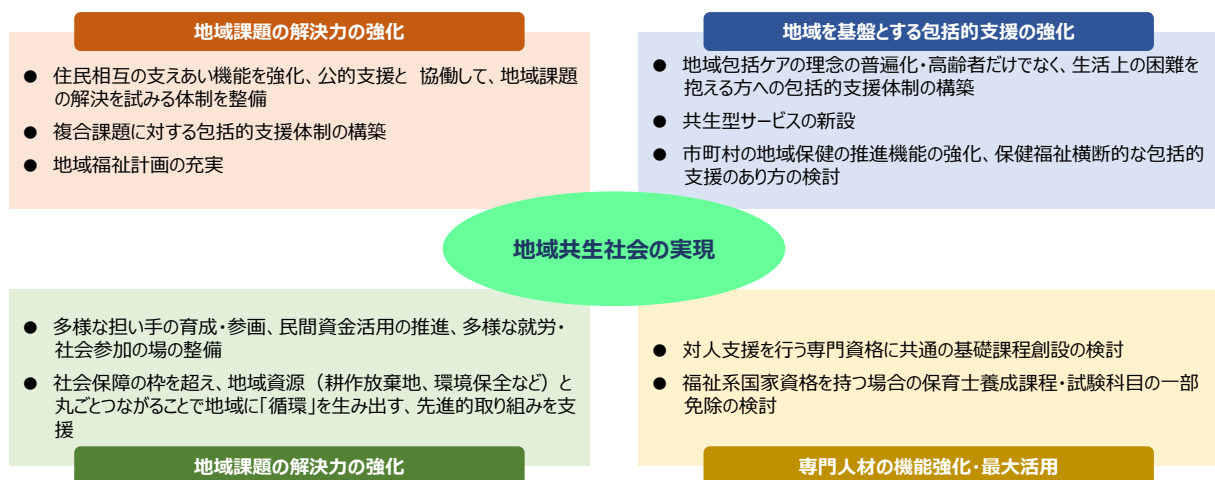 地域課題の解決力の強化
● 住民相互の支えあい機能を強化、公的支援と 協働して、地域課題
の解決を試みる体制を整備
● 複合課題に対する包括的支援体制の構築
● 地域福祉計画の充実
地域を基盤とする包括的支援の強化
● 地域包括ケアの理念の普遍化・高齢者だけでなく、生活上の困難を
抱える方への包括的支援体制の構築
● 共生型サービスの新設
● 市町村の地域保健の推進機能の強化、保健福祉横断的な包括的
支援のあり方の検討
地域共生社会の実現
● 多様な担い手の育成・参画、民間資金活用の推進、多様な就労・
社会参加の場の整備
● 社会保障の枠を超え、地域資源（耕作放棄地、環境保全など）と
丸ごとつながることで地域に「循環」を生み出す、先進的取り組みを支
援
地域課題の解決力の強化
● 対人支援を行う専門資格に共通の基礎課程創設の検討
● 福祉系国家資格を持つ場合の保育士養成課程・試験科目の一部
免除の検討
専門人材の機能強化・最大活用